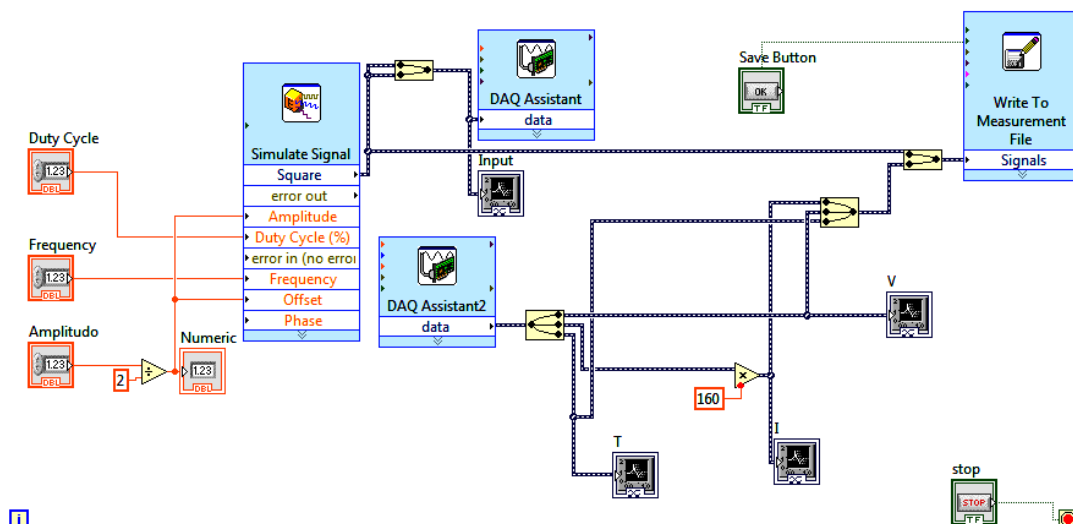 Duty Cycle
1.23
DBL
Frequency
1.23
DBL
Amplitudo
1.23
DBL
2
÷
Numeric
1.23
DBL
Simulate Signal
Square
error out
Amplitude
Duty Cycle (%)
error in (no erro
Frequency
Offset
Phase
DAQ Assistant
data
Input
DAQ Assistant2
data
Save Button
OK
TF
Write To
Measurement
File
Signals
V
160
×
T
I
stop
STOP
TF
i